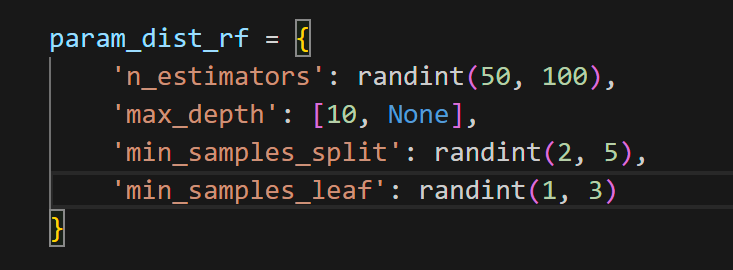 param_dist_rf = {
    'n_estimators': randint(50, 100),
    'max_depth': [10, None],
    'min_samples_split': randint(2, 5),
    'min_samples_leaf': randint(1, 3)
}